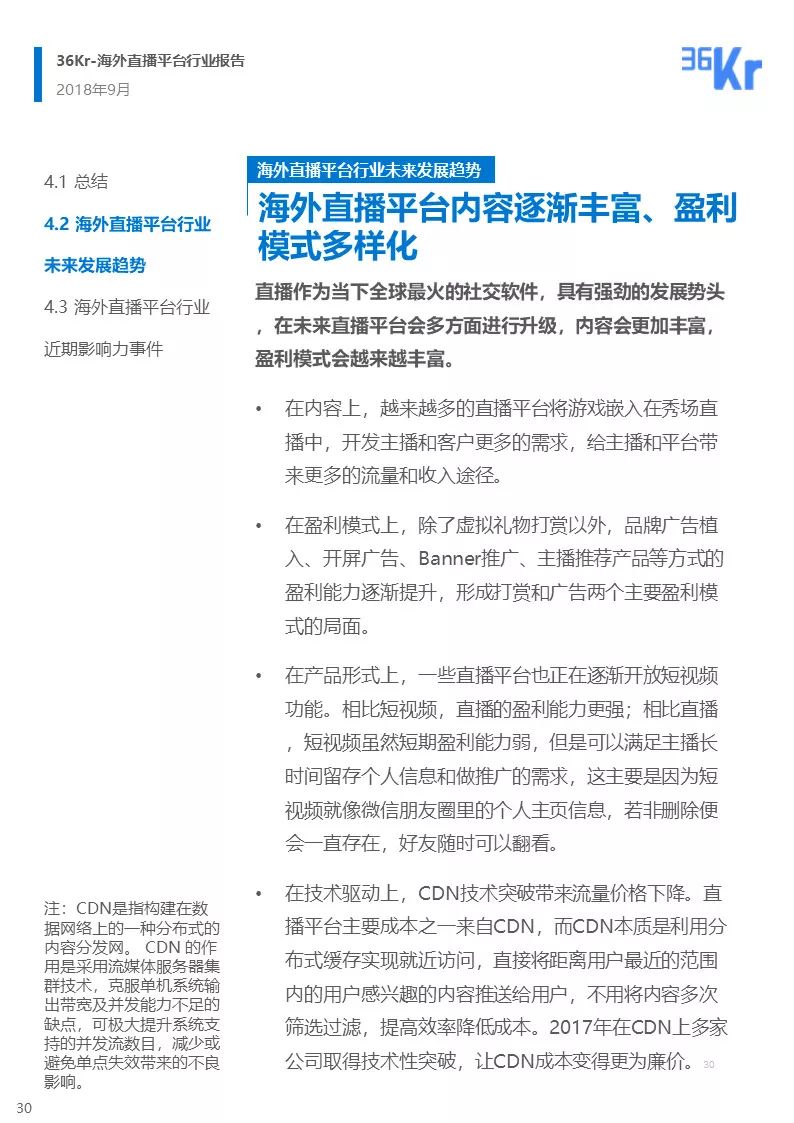 36Kr-海外直播平台行业报告
2018年9月
36Kr
4.1 总结
4.2 海外直播平台行业
未来发展趋势
4.3 海外直播平台行业
近期影响力事件
海外直播平台行业未来发展趋势
海外直播平台内容逐渐丰富、盈利
模式多样化
直播作为当下全球最火的社交软件，具有强劲的发展势头
，在未来直播平台会多方面进行升级，内容会更加丰富，
盈利模式会越来越丰富。
• 在内容上，越来越多的直播平台将游戏嵌入在秀场直
播中，开发主播和客户更多的需求，给主播和平台带
来更多的流量和收入途径。
• 在盈利模式上，除了虚拟礼物打赏以外，品牌广告植
入、开屏广告、Banner推广、主播推荐产品等方式的
盈利能力逐渐提升，形成打赏和广告两个主要盈利模
式的局面。
• 在产品形式上，一些直播平台也正在逐渐开放短视频
功能。相比短视频，直播的盈利能力更强；相比直播
，短视频虽然短期盈利能力弱，但是可以满足主播长
时间留存个人信息和做推广的需求，这主要是因为短
视频就像微信朋友圈里的个人主页信息，若非删除便
会一直存在，好友随时可以翻看。
• 在技术驱动上，CDN技术突破带来流量价格下降。直
播平台主要成本之一来自CDN，而CDN本质是利用分
布式缓存实现就近访问，直接将距离用户最近的范围
内的用户感兴趣的内容推送给用户，不用将内容多次
筛选过滤，提高效率降低成本。2017年在CDN上多家
公司取得技术性突破，让CDN成本变得更为廉价。
30
注：CDN是指构建在数
据网络上的一种分布式的
内容分发网。 CDN 的作
用是采用流媒体服务器集
群技术，克服单机系统输
出带宽及并发能力不足的
缺点，可极大提升系统支
持的并发流数目，减少或
避免单点失效带来的不良
影响。
30